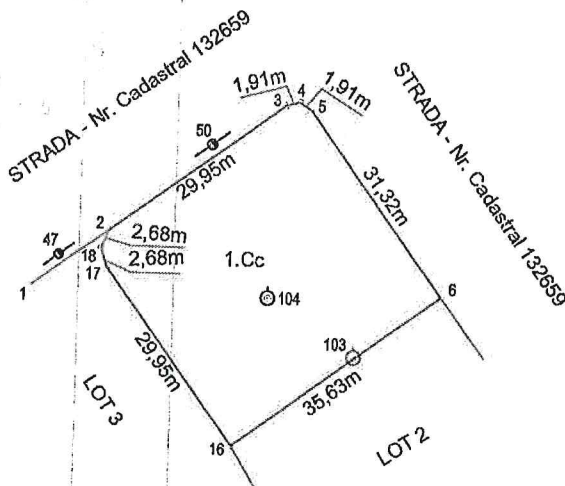 STRADA - Nr. Cadastral 132659
STRADA - Nr. Cadastral 132659
1,91m
4
3
5
1,91m
50
29,95m
31,32m
47
2
2,68m
18
2,68m
17
1
1.Cc
104
6
103
29,95m
35,63m
LOT 3
16
LOT 2